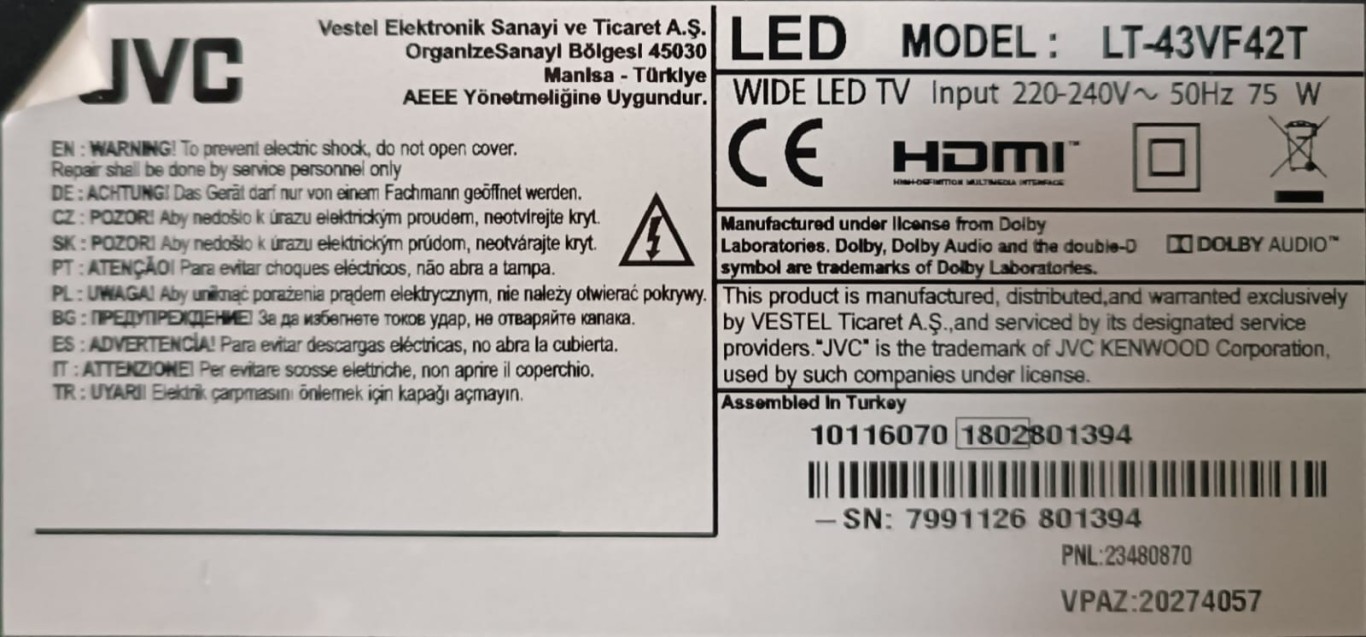 JVC
Vestel Elektronik Sanayi ve Ticaret A.Ş.
OrganizeSanayi Bölgesi 45030
Manisa - Türkiye
AEEE Yönetmeliğine Uygundur.
EN : WARNING! To prevent electric shock, do not open cover.
Repair shall be done by service personnel only
DE : ACHTUNG! Das Gerät darf nur von einem Fachmann geöffnet werden.
CZ : POZOR! Aby nedošlo k úrazu elektrickým proudem, neotvírejte kryt.
SK : POZOR! Aby nedošlo k úrazu elektrickým prúdom, neotvárajte kryt.
PT : ATENÇÃO! Para evitar choques eléctricos, não abra a tampa.
PL : UWAGA! Aby uniknąć porażenia prądem elektrycznym, nie należy otwierać pokrywy.
BG : ПРЕДУПРЕЖДЕНИЕ! За да избегнете токов удар, не отваряйте капака.
ES : ADVERTENCİA! Para evitar descargas eléctricas, no abra la cubierta.
IT : ATTENZIONE! Per evitare scosse elettriche, non aprire il coperchio.
TR : UYARI! Elektrik çarpmasını önlemek için kapağı açmayın.
LED MODEL : LT-43VF42T
WIDE LED TV Input 220-240V~ 50Hz 75 W
CE HDMI™
HIGH-DEFINITION MULTIMEDIA INTERFACE
Manufactured under license from Dolby
Laboratories. Dolby, Dolby Audio and the double-D
symbol are trademarks of Dolby Laboratories.
DOLBY AUDIO™
This product is manufactured, distributed,and warranted exclusively
by VESTEL Ticaret A.Ş.,and serviced by its designated service
providers."JVC" is the trademark of JVC KENWOOD Corporation,
used by such companies under license.
Assembled In Turkey
10116070 1802801394
– SN: 7991126 801394
PNL:23480870
VPAZ:20274057